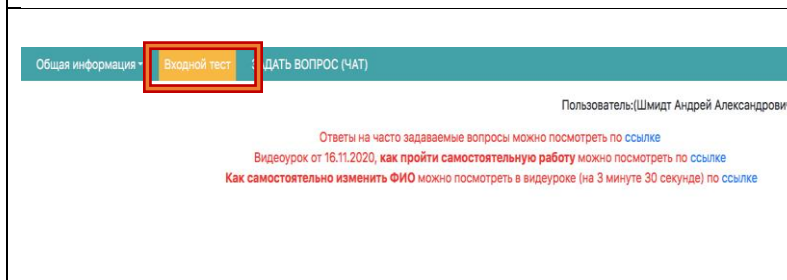 Общая информация Входной тест ЗАДАТЬ ВОПРОС (ЧАТ)
Пользователь:(Шмидт Андрей Александрович
Ответы на часто задаваемые вопросы можно посмотреть по ссылке
Видеоурок от 16.11.2020, как пройти самостоятельную работу можно посмотреть по ссылке
Как самостоятельно изменить ФИО можно посмотреть в видеуроке (на 3 минуте 30 секунде) по ссылке